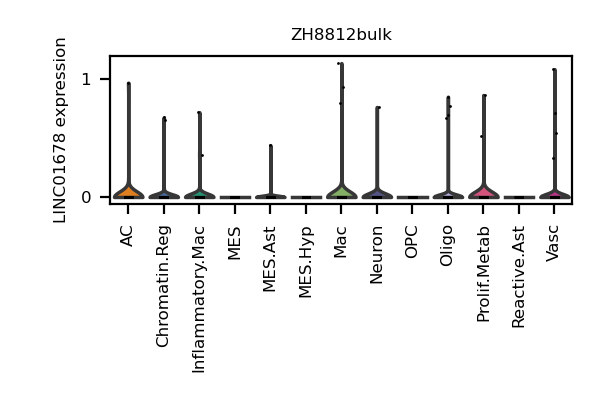 ZH8812bulk
LINC01678 expression
1
0
AC
Chromatin.Reg
Inflammatory.Mac
MES
MES.Ast
MES.Hyp
Mac
Neuron
OPC
Oligo
Prolif.Metab
Reactive.Ast
Vasc